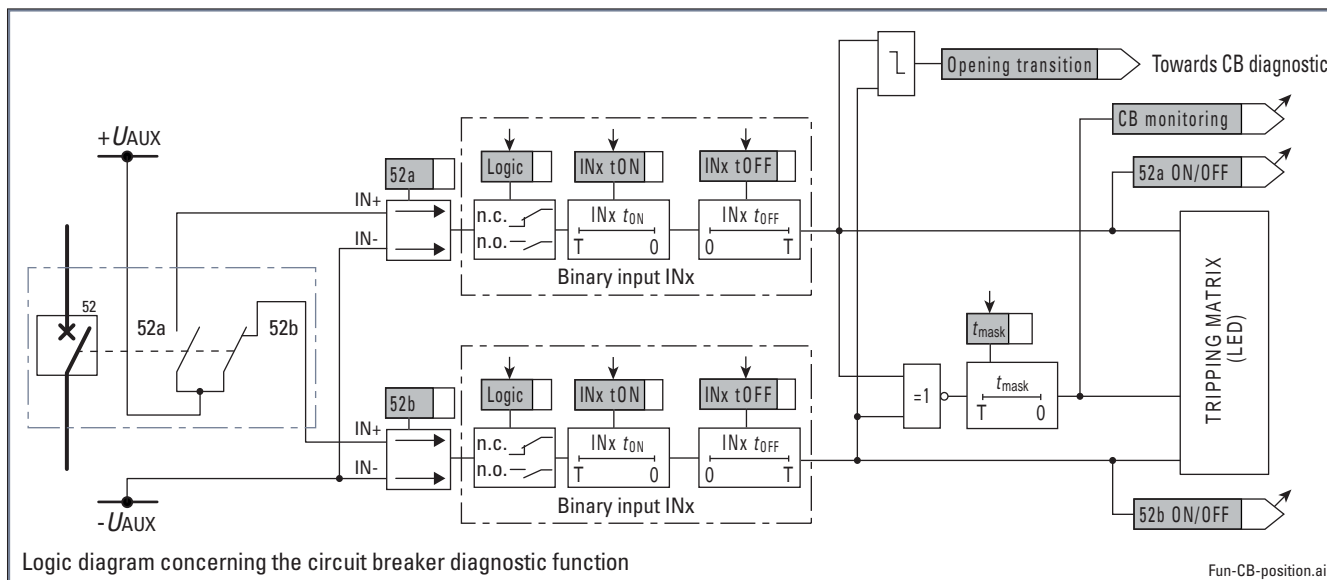 Opening transition
Towards CB diagnostic
CB monitoring
+UAUX
52a
Logic
INx tON
INx tOFF
52a ON/OFF
IN+
IN-
n.c.
n.o.
INx tON
T 0
INx tOFF
0 T
Binary input INx
52
52a
52b
tmask
TRIPPING MATRIX
(LED)
=1
tmask
T 0
52b
Logic
INx tON
INx tOFF
IN+
IN-
n.c.
n.o.
INx tON
T 0
INx tOFF
0 T
Binary input INx
-UAUX
52b ON/OFF
Logic diagram concerning the circuit breaker diagnostic function
Fun-CB-position.ai